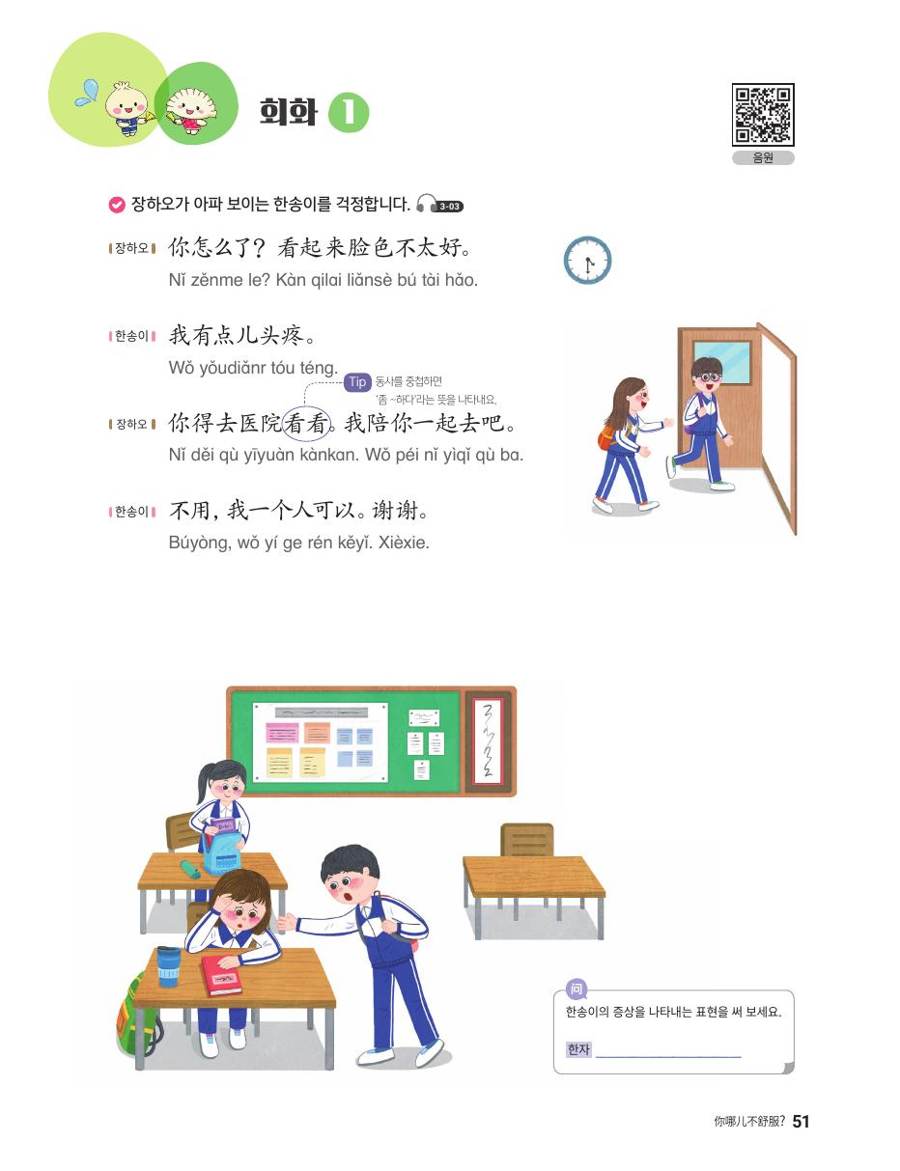 회화 1
음원
장하오가 아파 보이는 한송이를 걱정합니다. 3-03
장하오 你怎么了？看起来脸色不太好。
Nǐ zěnme le? Kàn qilai liǎnsè bú tài hǎo.
한송이 我有点儿头疼。
Wǒ yǒudiǎnr tóu téng.
Tip 동사를 중첩하면
'좀 ~하다'라는 뜻을 나타내요.
장하오 你得去医院看看。我陪你一起去吧。
Nǐ děi qù yīyuàn kànkan. Wǒ péi nǐ yìqǐ qù ba.
한송이 不用，我一个人可以。谢谢。
Búyòng, wǒ yí ge rén kěyǐ. Xièxie.
问
한송이의 증상을 나타내는 표현을 써 보세요.
한자
你哪儿不舒服? 51